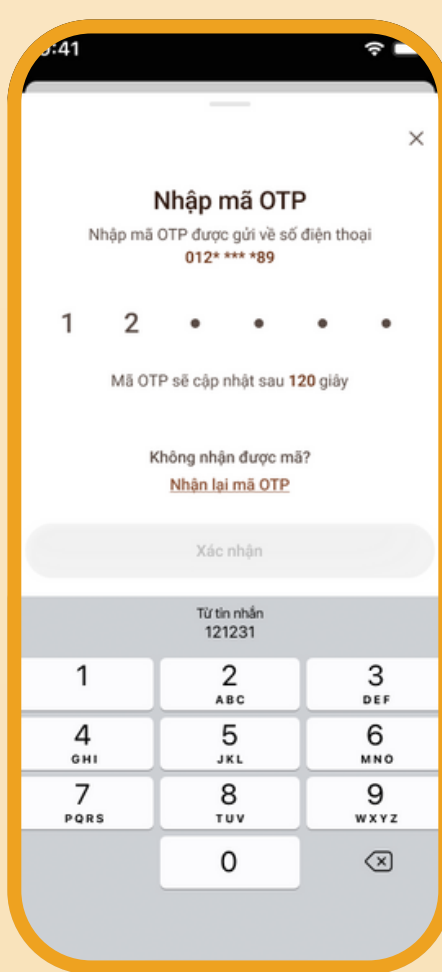 :41
Nhập mã OTP
Nhập mã OTP được gửi về số điện thoại
012* *** *89
1 2 • • • •
Mã OTP sẽ cập nhật sau 120 giây
Không nhận được mã?
Nhận lại mã OTP
Xác nhận
Từ tin nhắn
121231
1 2 3
ABC DEF
4 5 6
GHI JKL MNO
7 8 9
PQRS TUV WXYZ
0